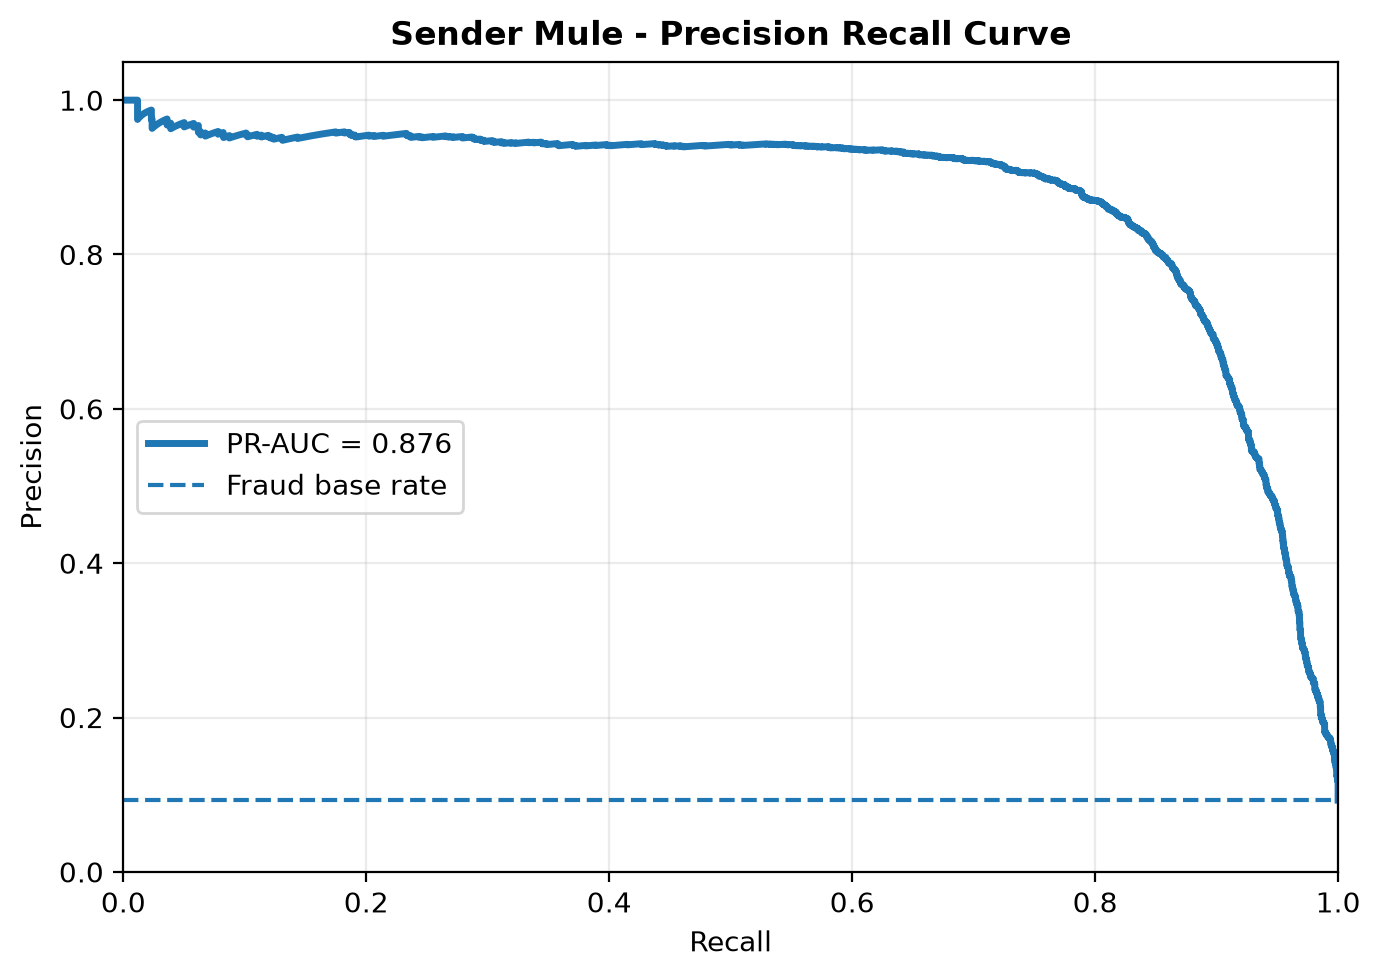 Sender Mule - Precision Recall Curve
Precision
1.0
0.8
0.6
0.4
0.2
0.0
PR-AUC = 0.876
Fraud base rate
0.0 0.2 0.4 0.6 0.8 1.0
Recall